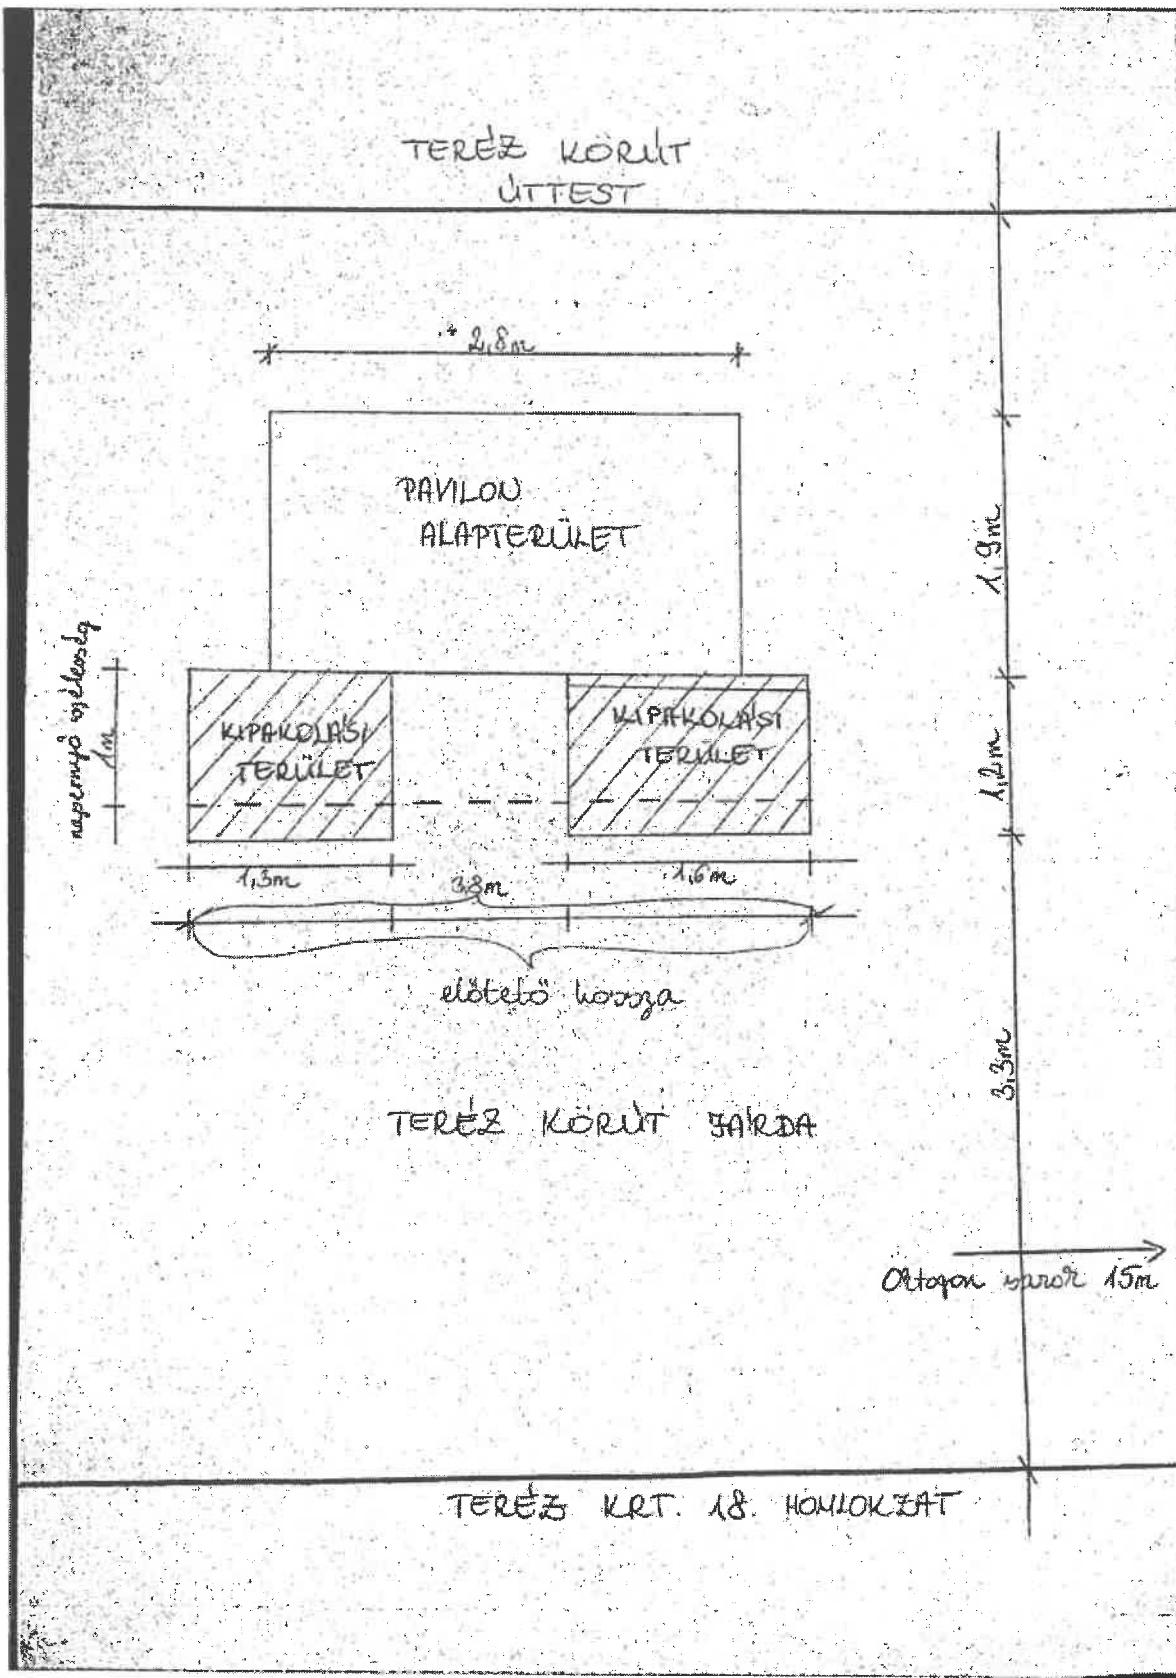 TERÉZ KÖRÚT
ÚTTEST
2,8m
PAVILON
ALAPTERÜLET
1,9m
napernyő szélesség
1m
KIPAKOLÁSI
TERÜLET
KIPAKOLÁSI
TERÜLET
1,2m
1,3m
3,8m
1,6m
előtető hossza
3,3m
TERÉZ KÖRÚT JÁRDA
Oktogon sarok 15m
TERÉZ KRT. 18. HOMLOKZAT